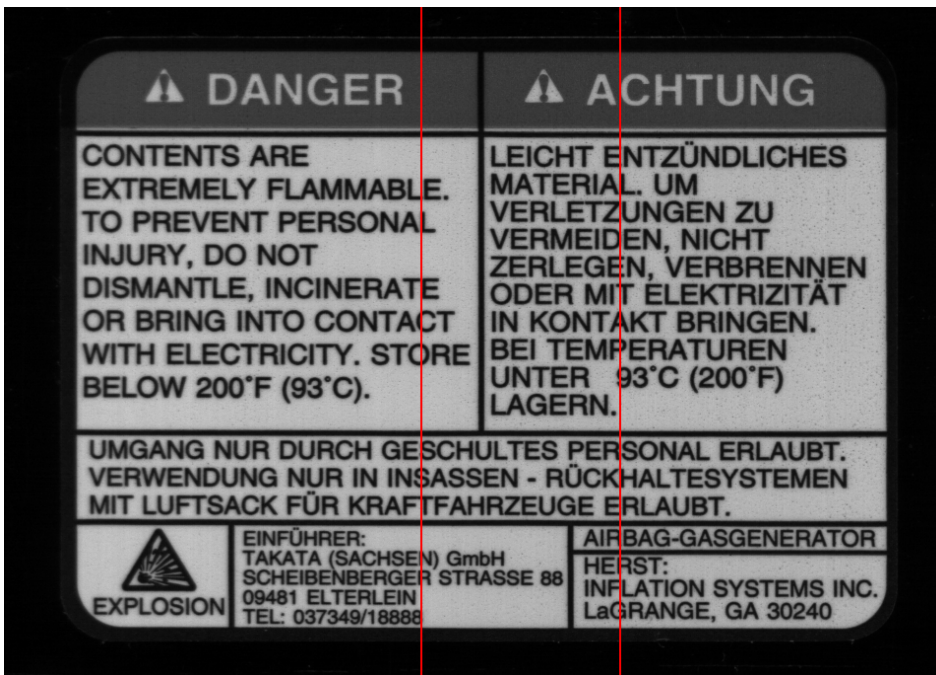 DANGER
CONTENTS ARE
EXTREMELY FLAMMABLE.
TO PREVENT PERSONAL
INJURY, DO NOT
DISMANTLE, INCINERATE
OR BRING INTO CONTACT
WITH ELECTRICITY. STORE
BELOW 200°F (93°C).
ACHTUNG
LEICHT ENTZÜNDLICHES
MATERIAL. UM
VERLETZUNGEN ZU
VERMEIDEN, NICHT
ZERLEGEN, VERBRENNEN
ODER MIT ELEKTRIZITÄT
IN KONTAKT BRINGEN.
BEI TEMPERATUREN
UNTER 93°C (200°F)
LAGERN.
UMGANG NUR DURCH GESCHULTES PERSONAL ERLAUBT.
VERWENDUNG NUR IN INSASSEN - RÜCKHALTESYSTEMEN
MIT LUFTSACK FÜR KRAFTFAHRZEUGE ERLAUBT.
EXPLOSION
EINFÜHRER:
TAKATA (SACHSEN) GmbH
SCHEIBENBERGER STRASSE 88
09481 ELTERLEIN
TEL: 037349/18888
AIRBAG-GASGENERATOR
HERST:
INFLATION SYSTEMS INC.
LaGRANGE, GA 30240